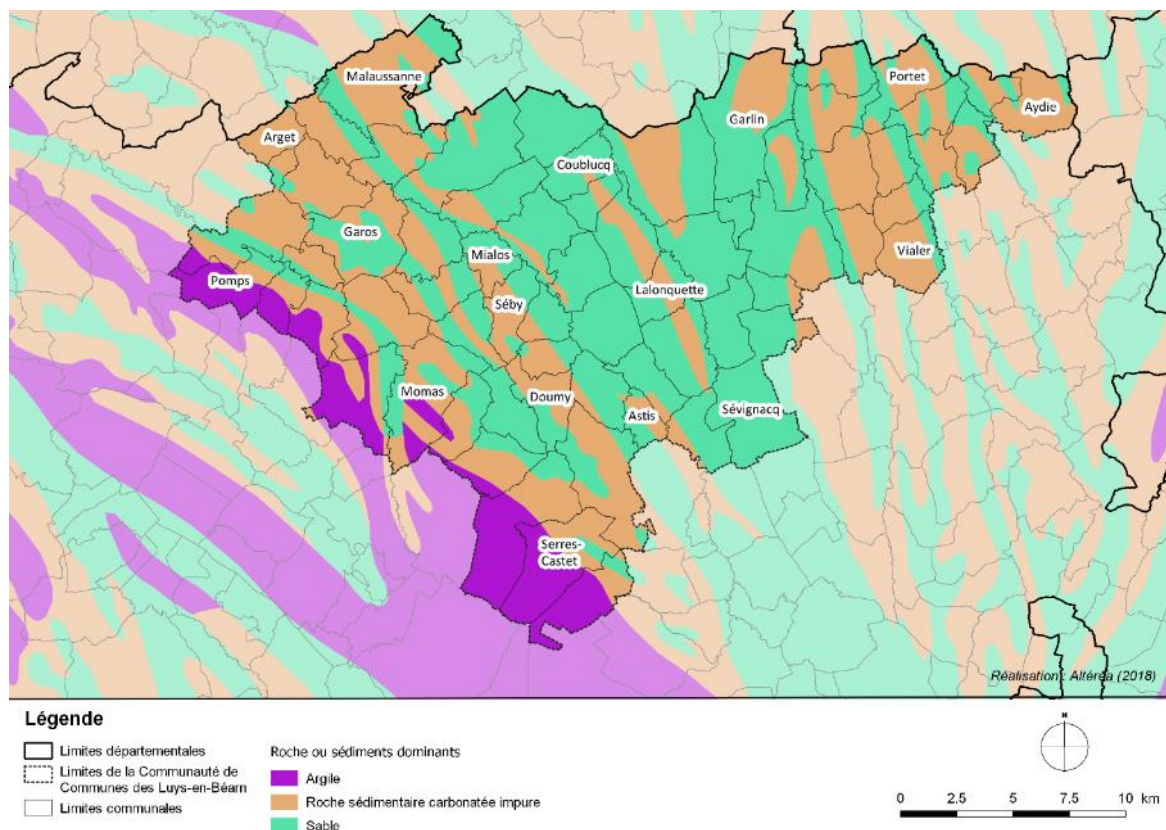 Malaussanne
Portet
Aydie
Garlin
Arget
Coublucq
Garos
Mialos
Vialer
Pomps
Séby
Lalonquette
Momas
Doumy
Astis
Sévignacq
Serres-
Castet
Réalisation : Altéréa (2018)
Légende
Limites départementales
Limites de la Communauté de
Communes des Luys-en-Béarn
Limites communales
Roche ou sédiments dominants
Argile
Roche sédimentaire carbonatée impure
Sable
N
0 2.5 5 7.5 10 km